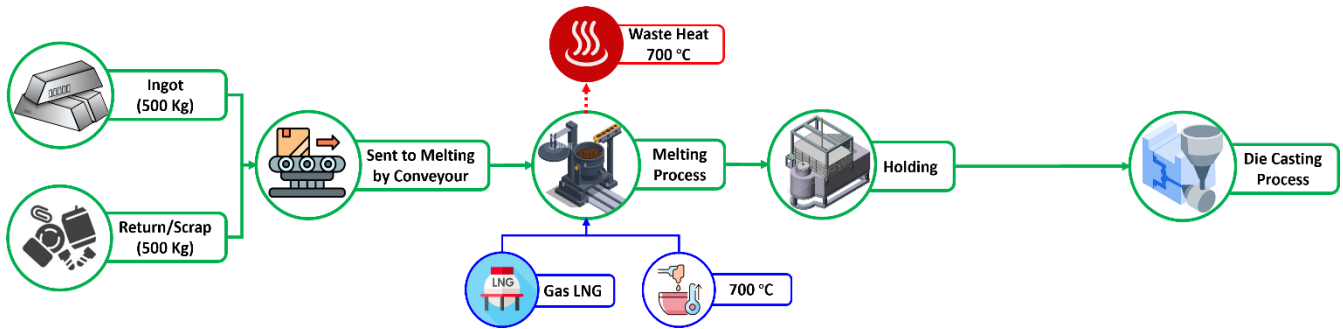 Waste Heat
700 °C
Ingot
(500 Kg)
Sent to Melting
by Conveyour
Melting
Process
Holding
Die Casting
Process
Return/Scrap
(500 Kg)
LNG
Gas LNG
700 °C